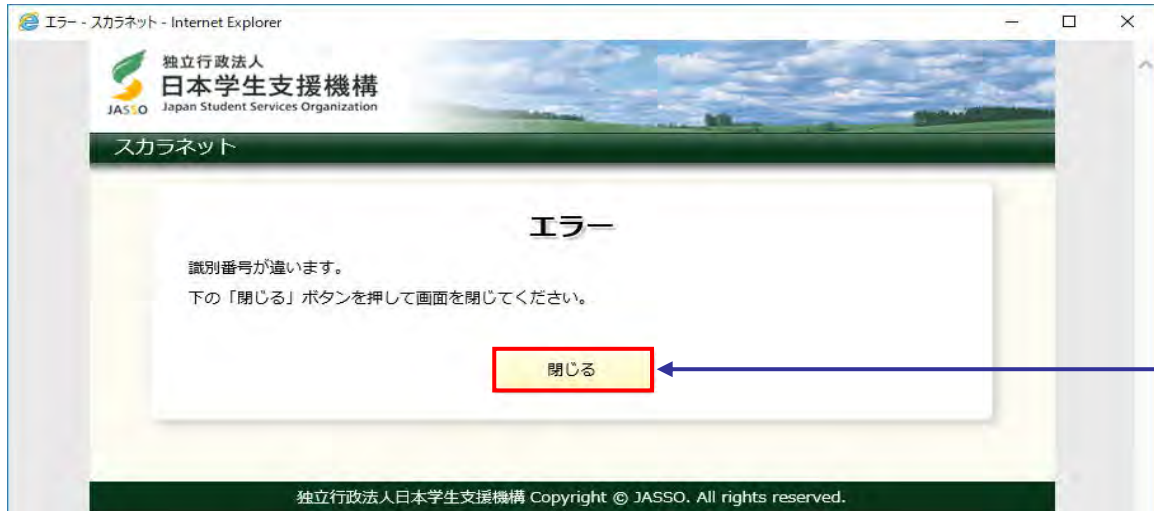 エラー - スカラネット - Internet Explorer
独立行政法人
日本学生支援機構
JASSO Japan Student Services Organization
スカラネット
エラー
識別番号が違います。
下の「閉じる」ボタンを押して画面を閉じてください。
閉じる
独立行政法人日本学生支援機構 Copyright © JASSO. All rights reserved.